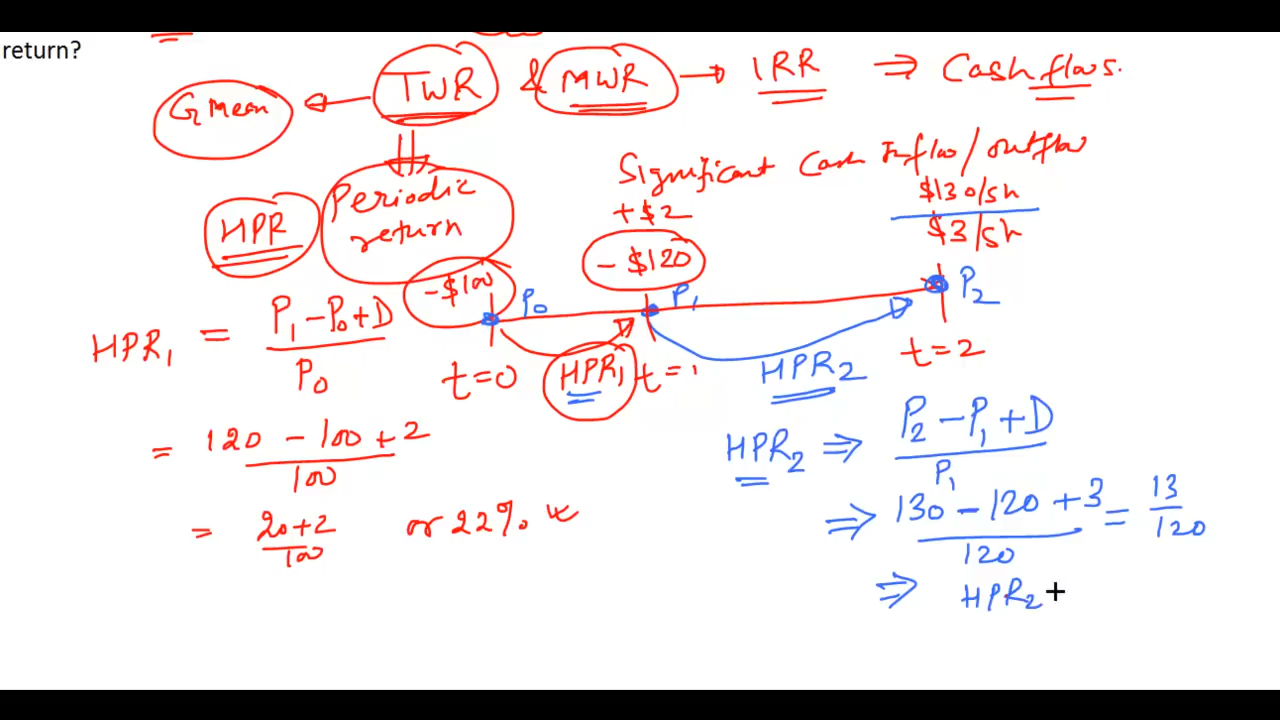 return?
TWR & MWR → IRR ⇒ Cash flows.
G mean ←
Significant Cash Inflow/outflow
Periodic return
HPR
+$2
$130/sh
$3/sh
-$100
-$120
P0
P1
P2
t=0
HPR1
t=1
HPR2
t=2
HPR1 = P1 - P0 + D / P0
= 120 - 100 + 2 / 100
= 20+2 / 100 or 22%
HPR2 ⇒ P2 - P1 + D / P1
⇒ 130 - 120 + 3 / 120 = 13 / 120
⇒ HPR2